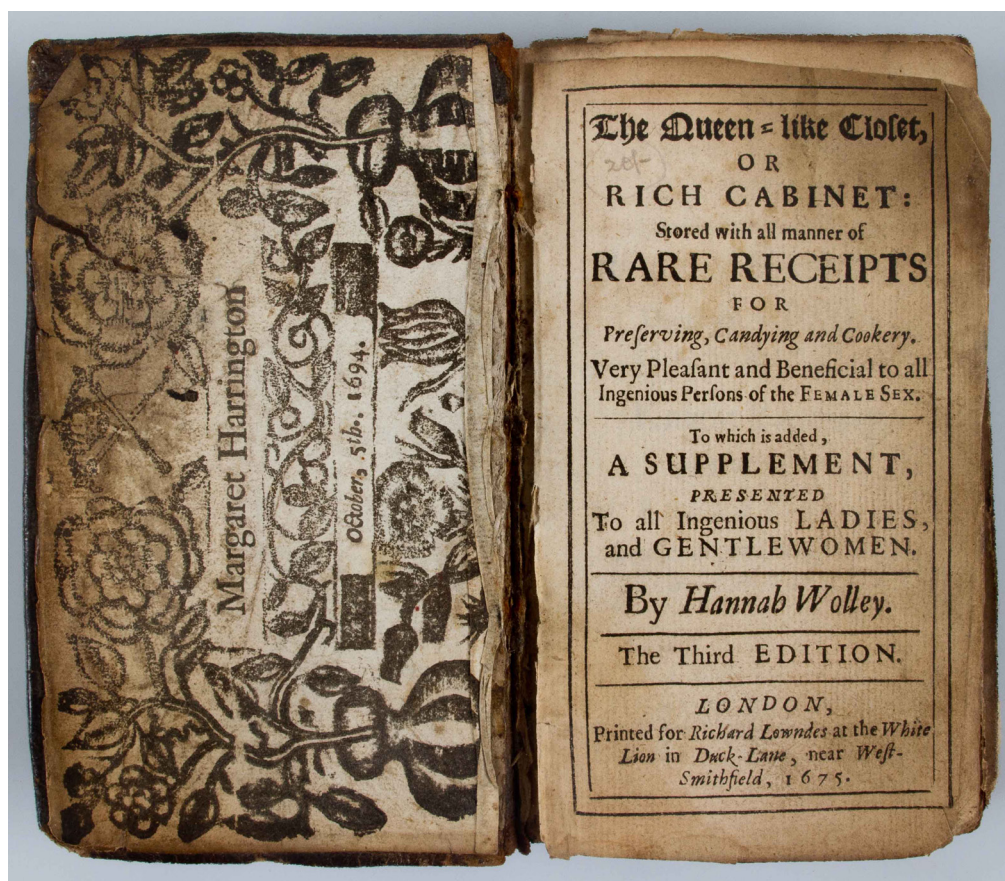 Margaret Harrington
October, 5th., 1694.
The Queen=like Cloſet,
OR
RICH CABINET:
Stored with all manner of
RARE RECEIPTS
FOR
Preſerving, Candying and Cookery.
Very Pleaſant and Beneficial to all
Ingenious Perſons of the FEMALE SEX.
To which is added,
A SUPPLEMENT,
PRESENTED
To all Ingenious LADIES,
and GENTLEWOMEN.
By Hannah Wolley.
The Third EDITION.
LONDON,
Printed for Richard Lowndes at the White
Lion in Duck-Lane, near Weſt-
Smithfield, 1675.